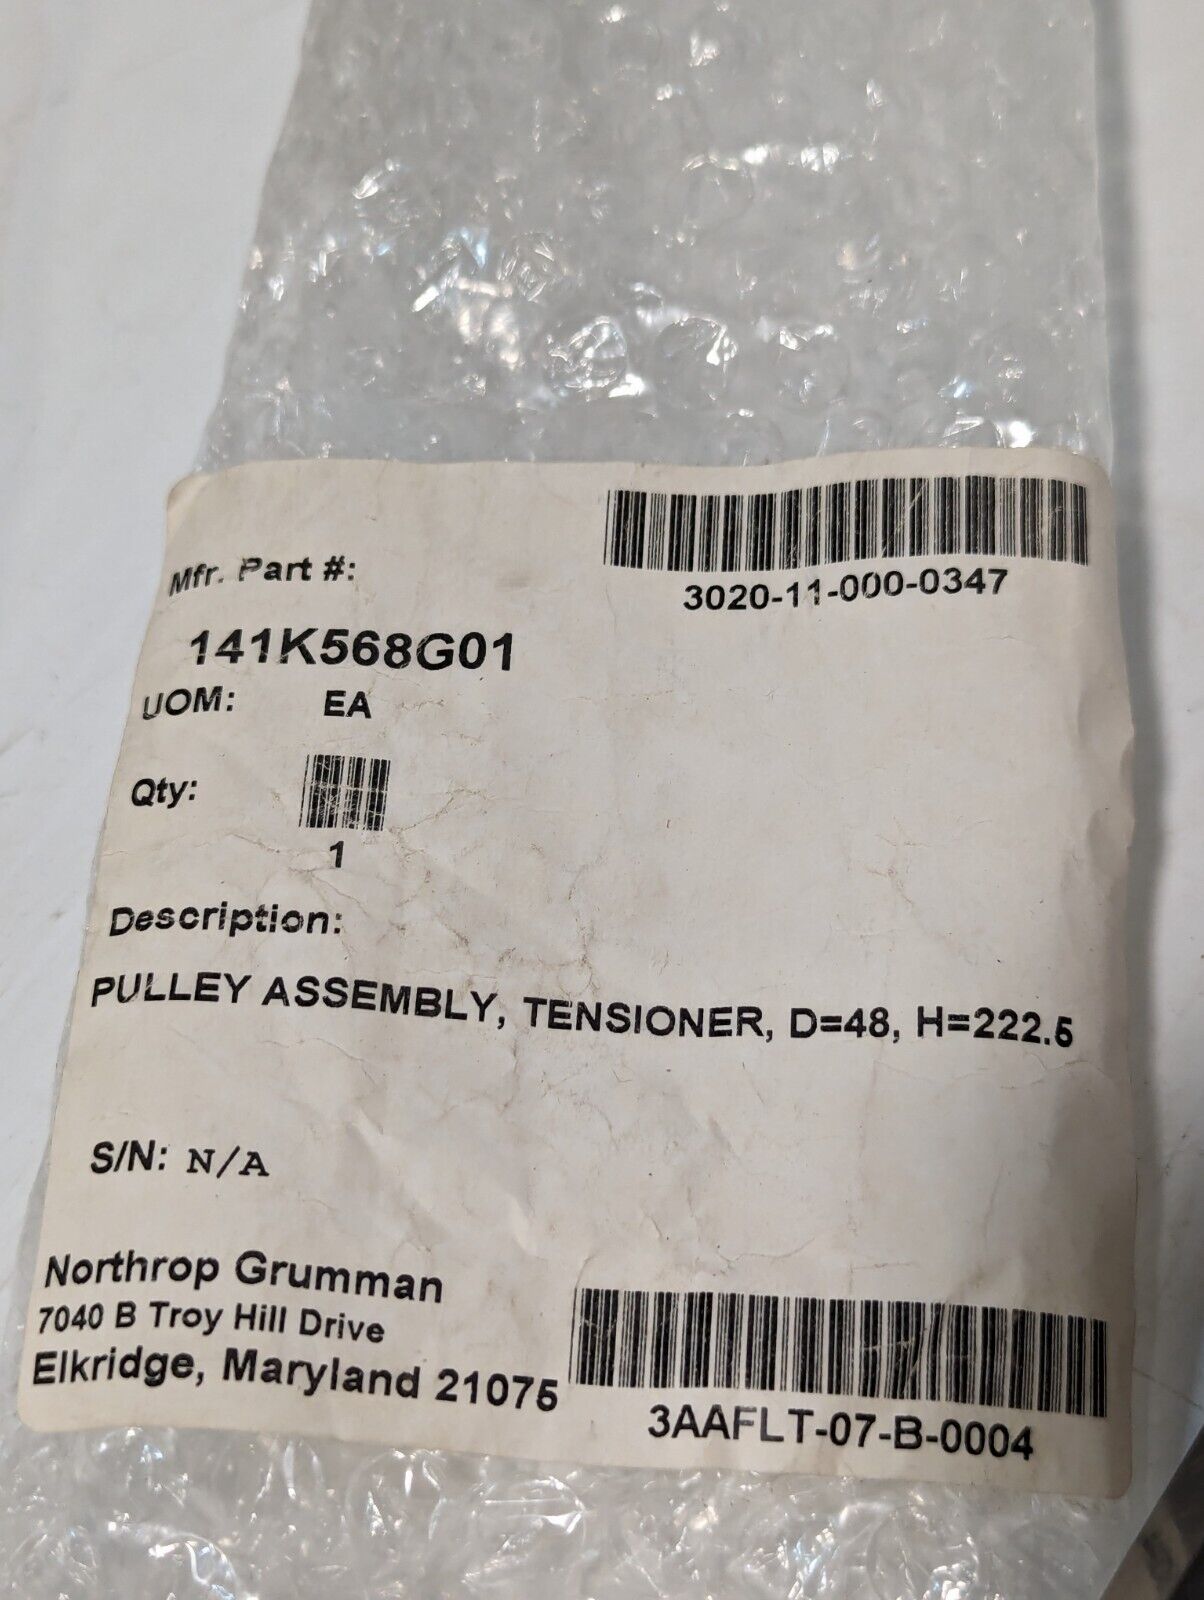 3020-11-000-0347
Mfr. Part #:
141K568G01
UOM: EA
Qty:
1
Description:
PULLEY ASSEMBLY, TENSIONER, D=48, H=222.5
S/N: N/A
Northrop Grumman
7040 B Troy Hill Drive
Elkridge, Maryland 21075
3AAFLT-07-B-0004